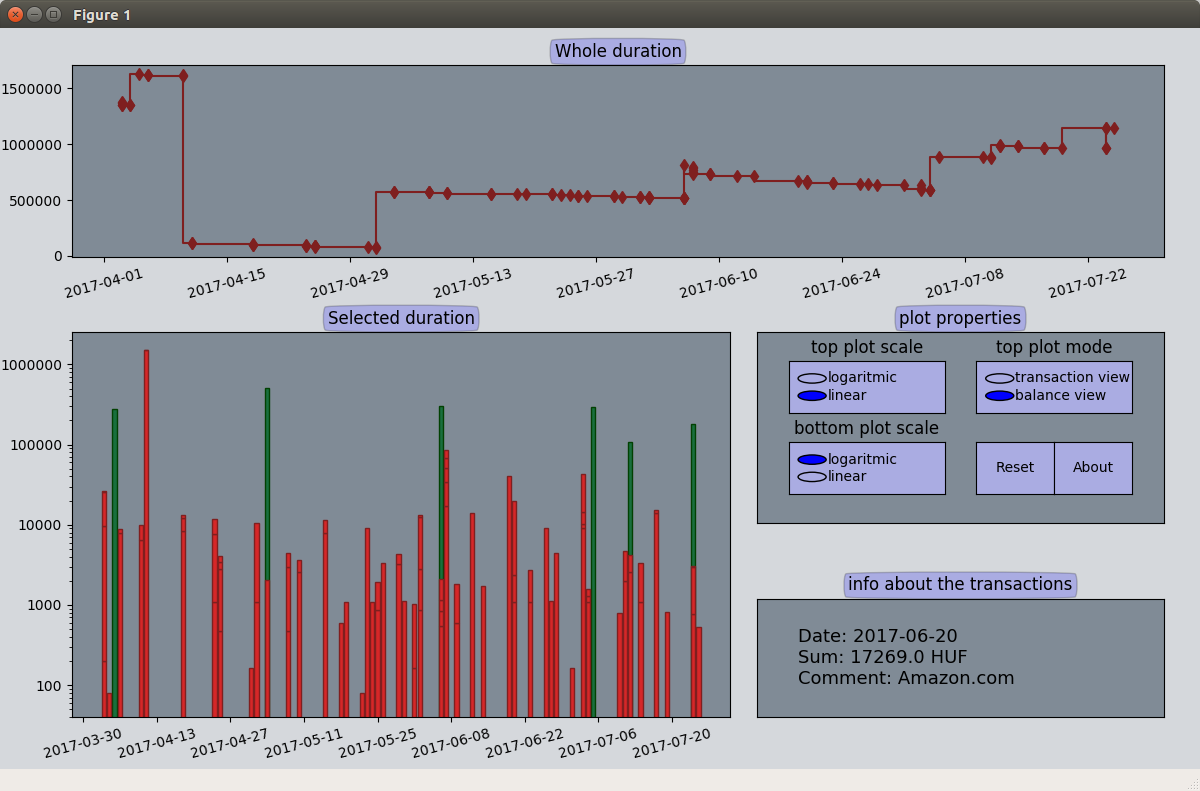 Figure 1
Whole duration
1500000
1000000
500000
0
2017-04-01 2017-04-15 2017-04-29 2017-05-13 2017-05-27 2017-06-10 2017-06-24 2017-07-08 2017-07-22
Selected duration
1000000
100000
10000
1000
100
2017-03-30 2017-04-13 2017-04-27 2017-05-11 2017-05-25 2017-06-08 2017-06-22 2017-07-06 2017-07-20
plot properties
top plot scale
logaritmic
linear
top plot mode
transaction view
balance view
bottom plot scale
logaritmic
linear
Reset About
info about the transactions
Date: 2017-06-20
Sum: 17269.0 HUF
Comment: Amazon.com